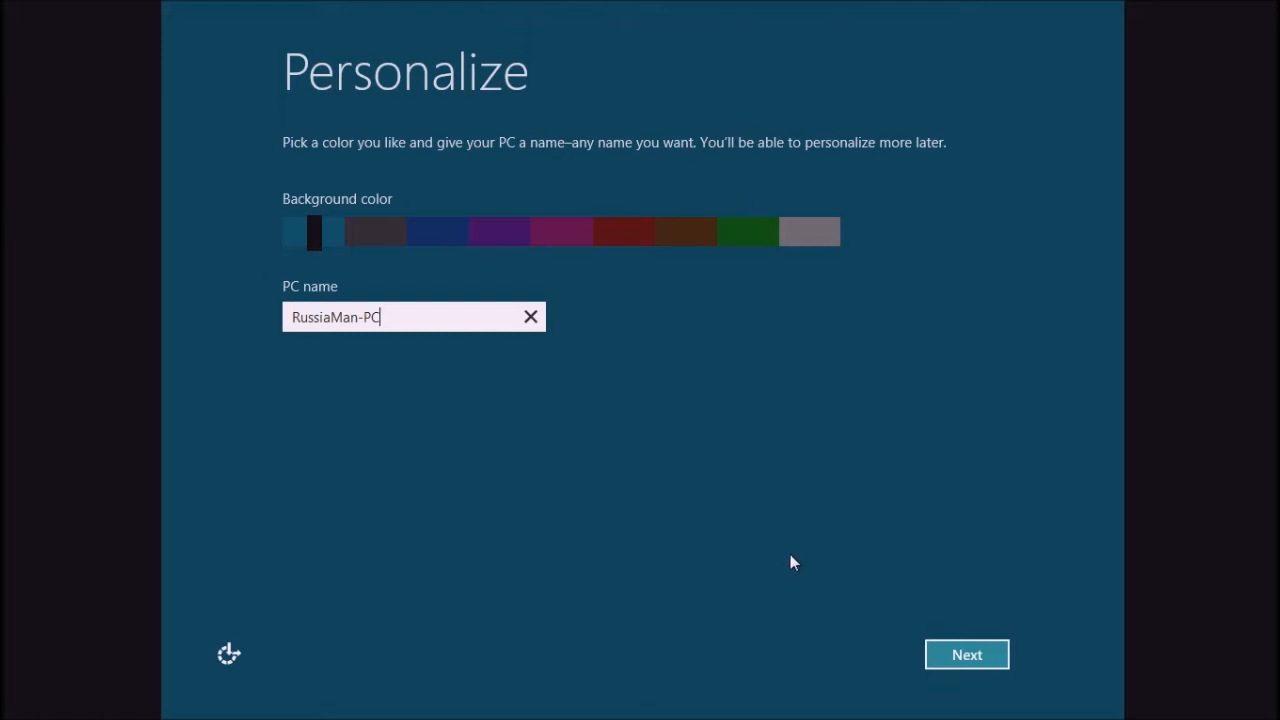 Personalize
Pick a color you like and give your PC a name–any name you want. You'll be able to personalize more later.
Background color
PC name
RussiaMan-PC
Next